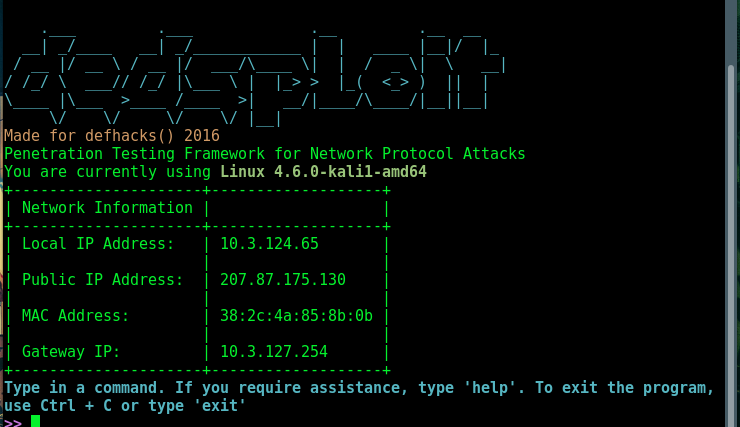 dedsploit
Made for defhacks() 2016
Penetration Testing Framework for Network Protocol Attacks
You are currently using Linux 4.6.0-kali1-amd64
Network Information
Local IP Address: 10.3.124.65
Public IP Address: 207.87.175.130
MAC Address: 38:2c:4a:85:8b:0b
Gateway IP: 10.3.127.254
Type in a command. If you require assistance, type 'help'. To exit the program,
use Ctrl + C or type 'exit'
>>